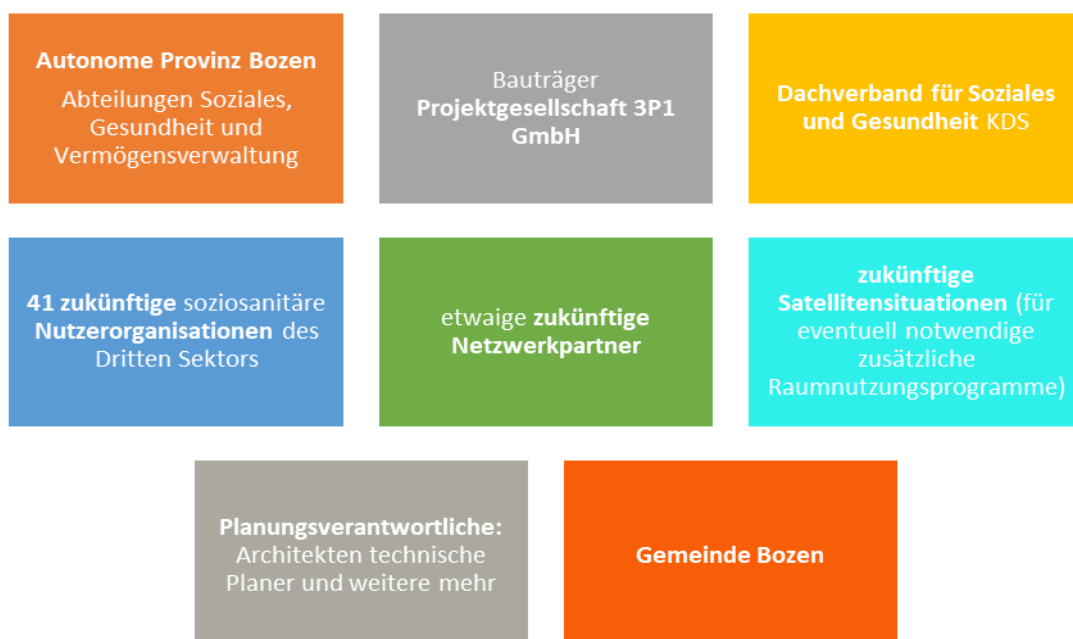 Autonome Provinz Bozen
Abteilungen Soziales,
Gesundheit und
Vermögensverwaltung
Bauträger
Projektgesellschaft 3P1
GmbH
Dachverband für Soziales
und Gesundheit KDS
41 zukünftige soziosanitäre
Nutzerorganisationen des
Dritten Sektors
etwaige zukünftige
Netzwerkpartner
zukünftige
Satellitensituationen (für
eventuell notwendige
zusätzliche
Raumnutzungsprogramme)
Planungsverantwortliche:
Architekten technische
Planer und weitere mehr
Gemeinde Bozen